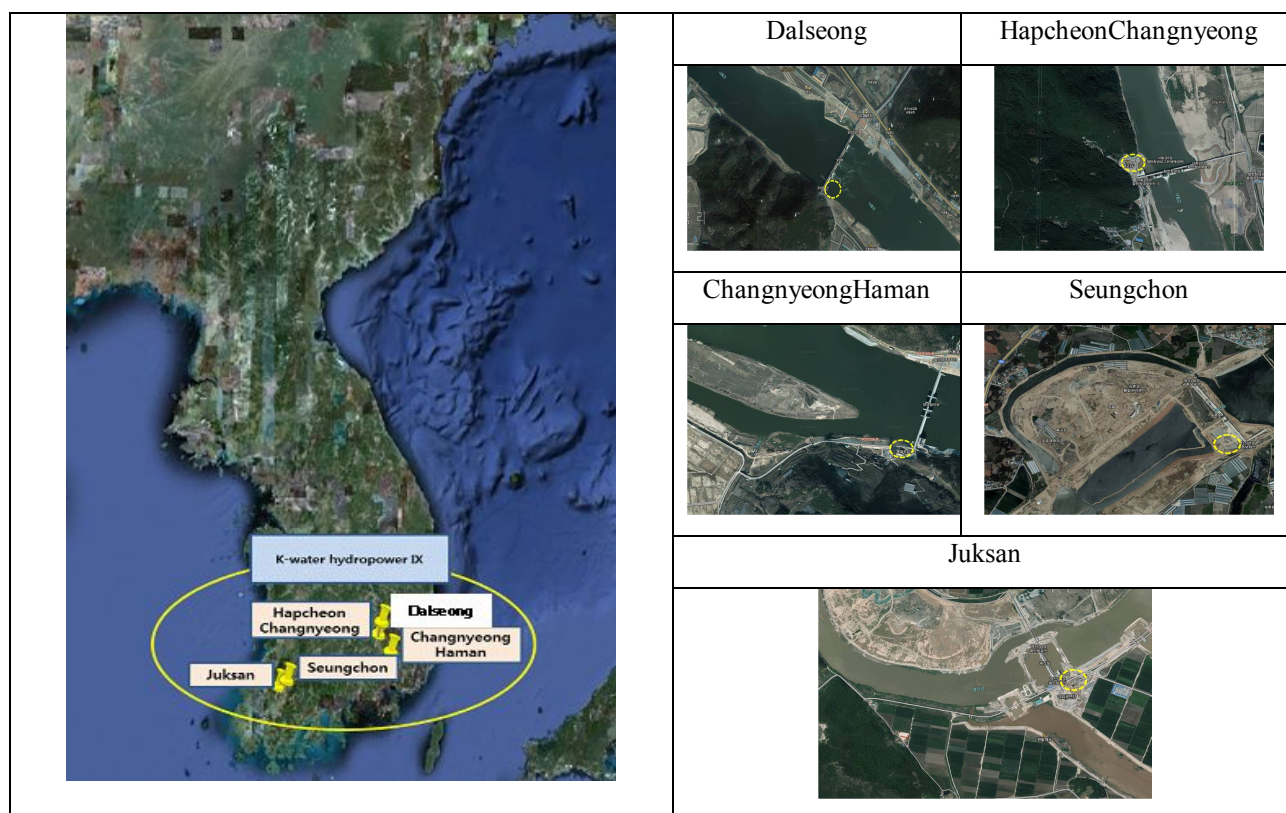 Dalseong
HapcheonChangnyeong
K-water hydropower IX
Hapcheon
Changnyeong
Dalseong
Changnyeong
Haman
Juksan
Seungchon
ChangnyeongHaman
Seungchon
Juksan